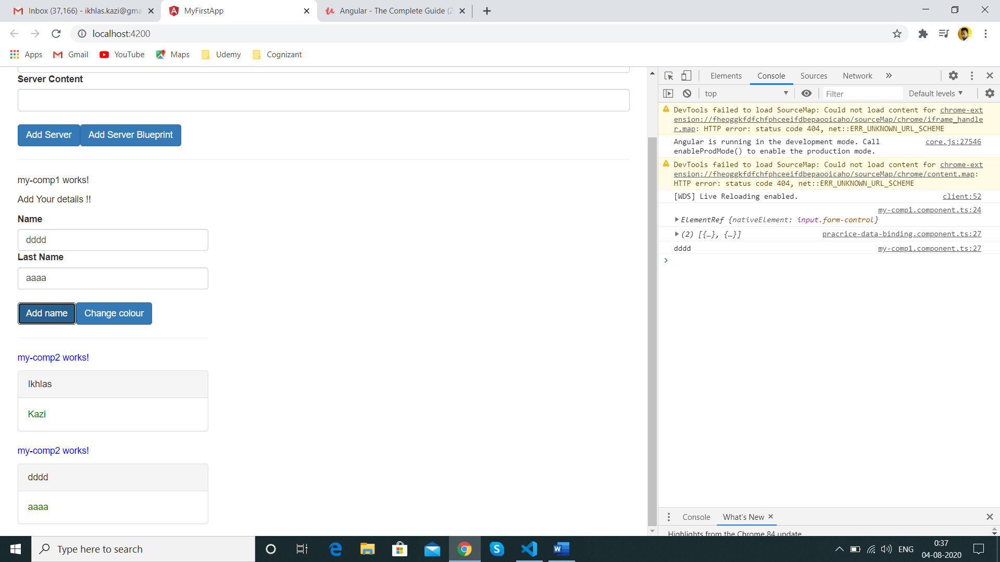 Inbox (37,166) - ikhlas.kazi@gma
MyFirstApp
Angular - The Complete Guide (2
localhost:4200
Apps
Gmail
YouTube
Maps
Udemy
Cognizant
Server Content
Add Server
Add Server Blueprint
my-comp1 works!
Add Your details !!
Name
dddd
Last Name
aaaa
Add name
Change colour
my-comp2 works!
Ikhlas
Kazi
my-comp2 works!
dddd
aaaa
Elements
Console
Sources
Network
top
Filter
Default levels
DevTools failed to load SourceMap: Could not load content for chrome-ext
ension://fheoggkfdfchfphceeifdbepaooicaho/sourceMap/chrome/iframe_handle
r.map: HTTP error: status code 404, net::ERR_UNKNOWN_URL_SCHEME
Angular is running in the development mode. Call core.js:27546
enableProdMode() to enable the production mode.
DevTools failed to load SourceMap: Could not load content for chrome-ext
ension://fheoggkfdfchfphceeifdbepaooicaho/sourceMap/chrome/content.map:
HTTP error: status code 404, net::ERR_UNKNOWN_URL_SCHEME
[WDS] Live Reloading enabled. client:52
my-comp1.component.ts:24
ElementRef {nativeElement: input.form-control}
(2) [{…}, {…}] pracrice-data-binding.component.ts:27
dddd my-comp1.component.ts:27
Console
What's New
Highlights from the Chrome 84 update
Type here to search
ENG
0:37
04-08-2020